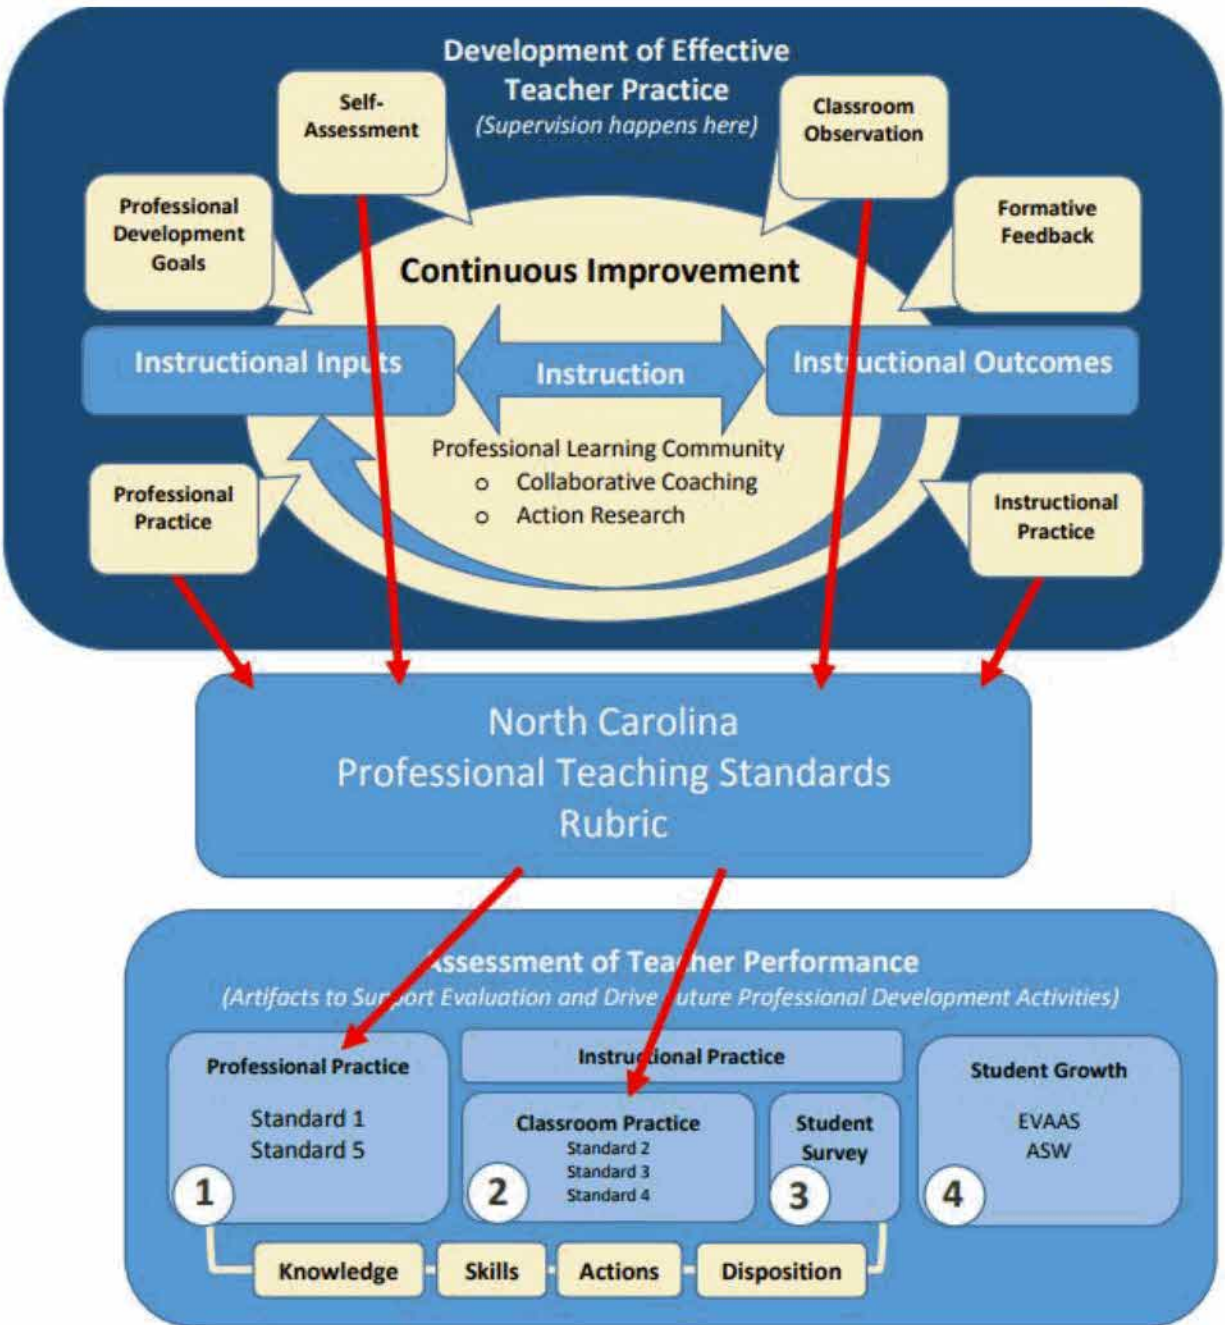 Development of Effective
Teacher Practice
(Supervision happens here)
Self-
Assessment
Classroom
Observation
Professional
Development
Goals
Formative
Feedback
Continuous Improvement
Instructional Inputs
Instruction
Instructional Outcomes
Professional Learning Community
o Collaborative Coaching
o Action Research
Professional
Practice
Instructional
Practice
North Carolina
Professional Teaching Standards
Rubric
Assessment of Teacher Performance
(Artifacts to Support Evaluation and Drive Future Professional Development Activities)
Professional Practice
Standard 1
Standard 5
1
Instructional Practice
Classroom Practice
Standard 2
Standard 3
Standard 4
2
Student
Survey
3
Student Growth
EVAAS
ASW
4
Knowledge
Skills
Actions
Disposition